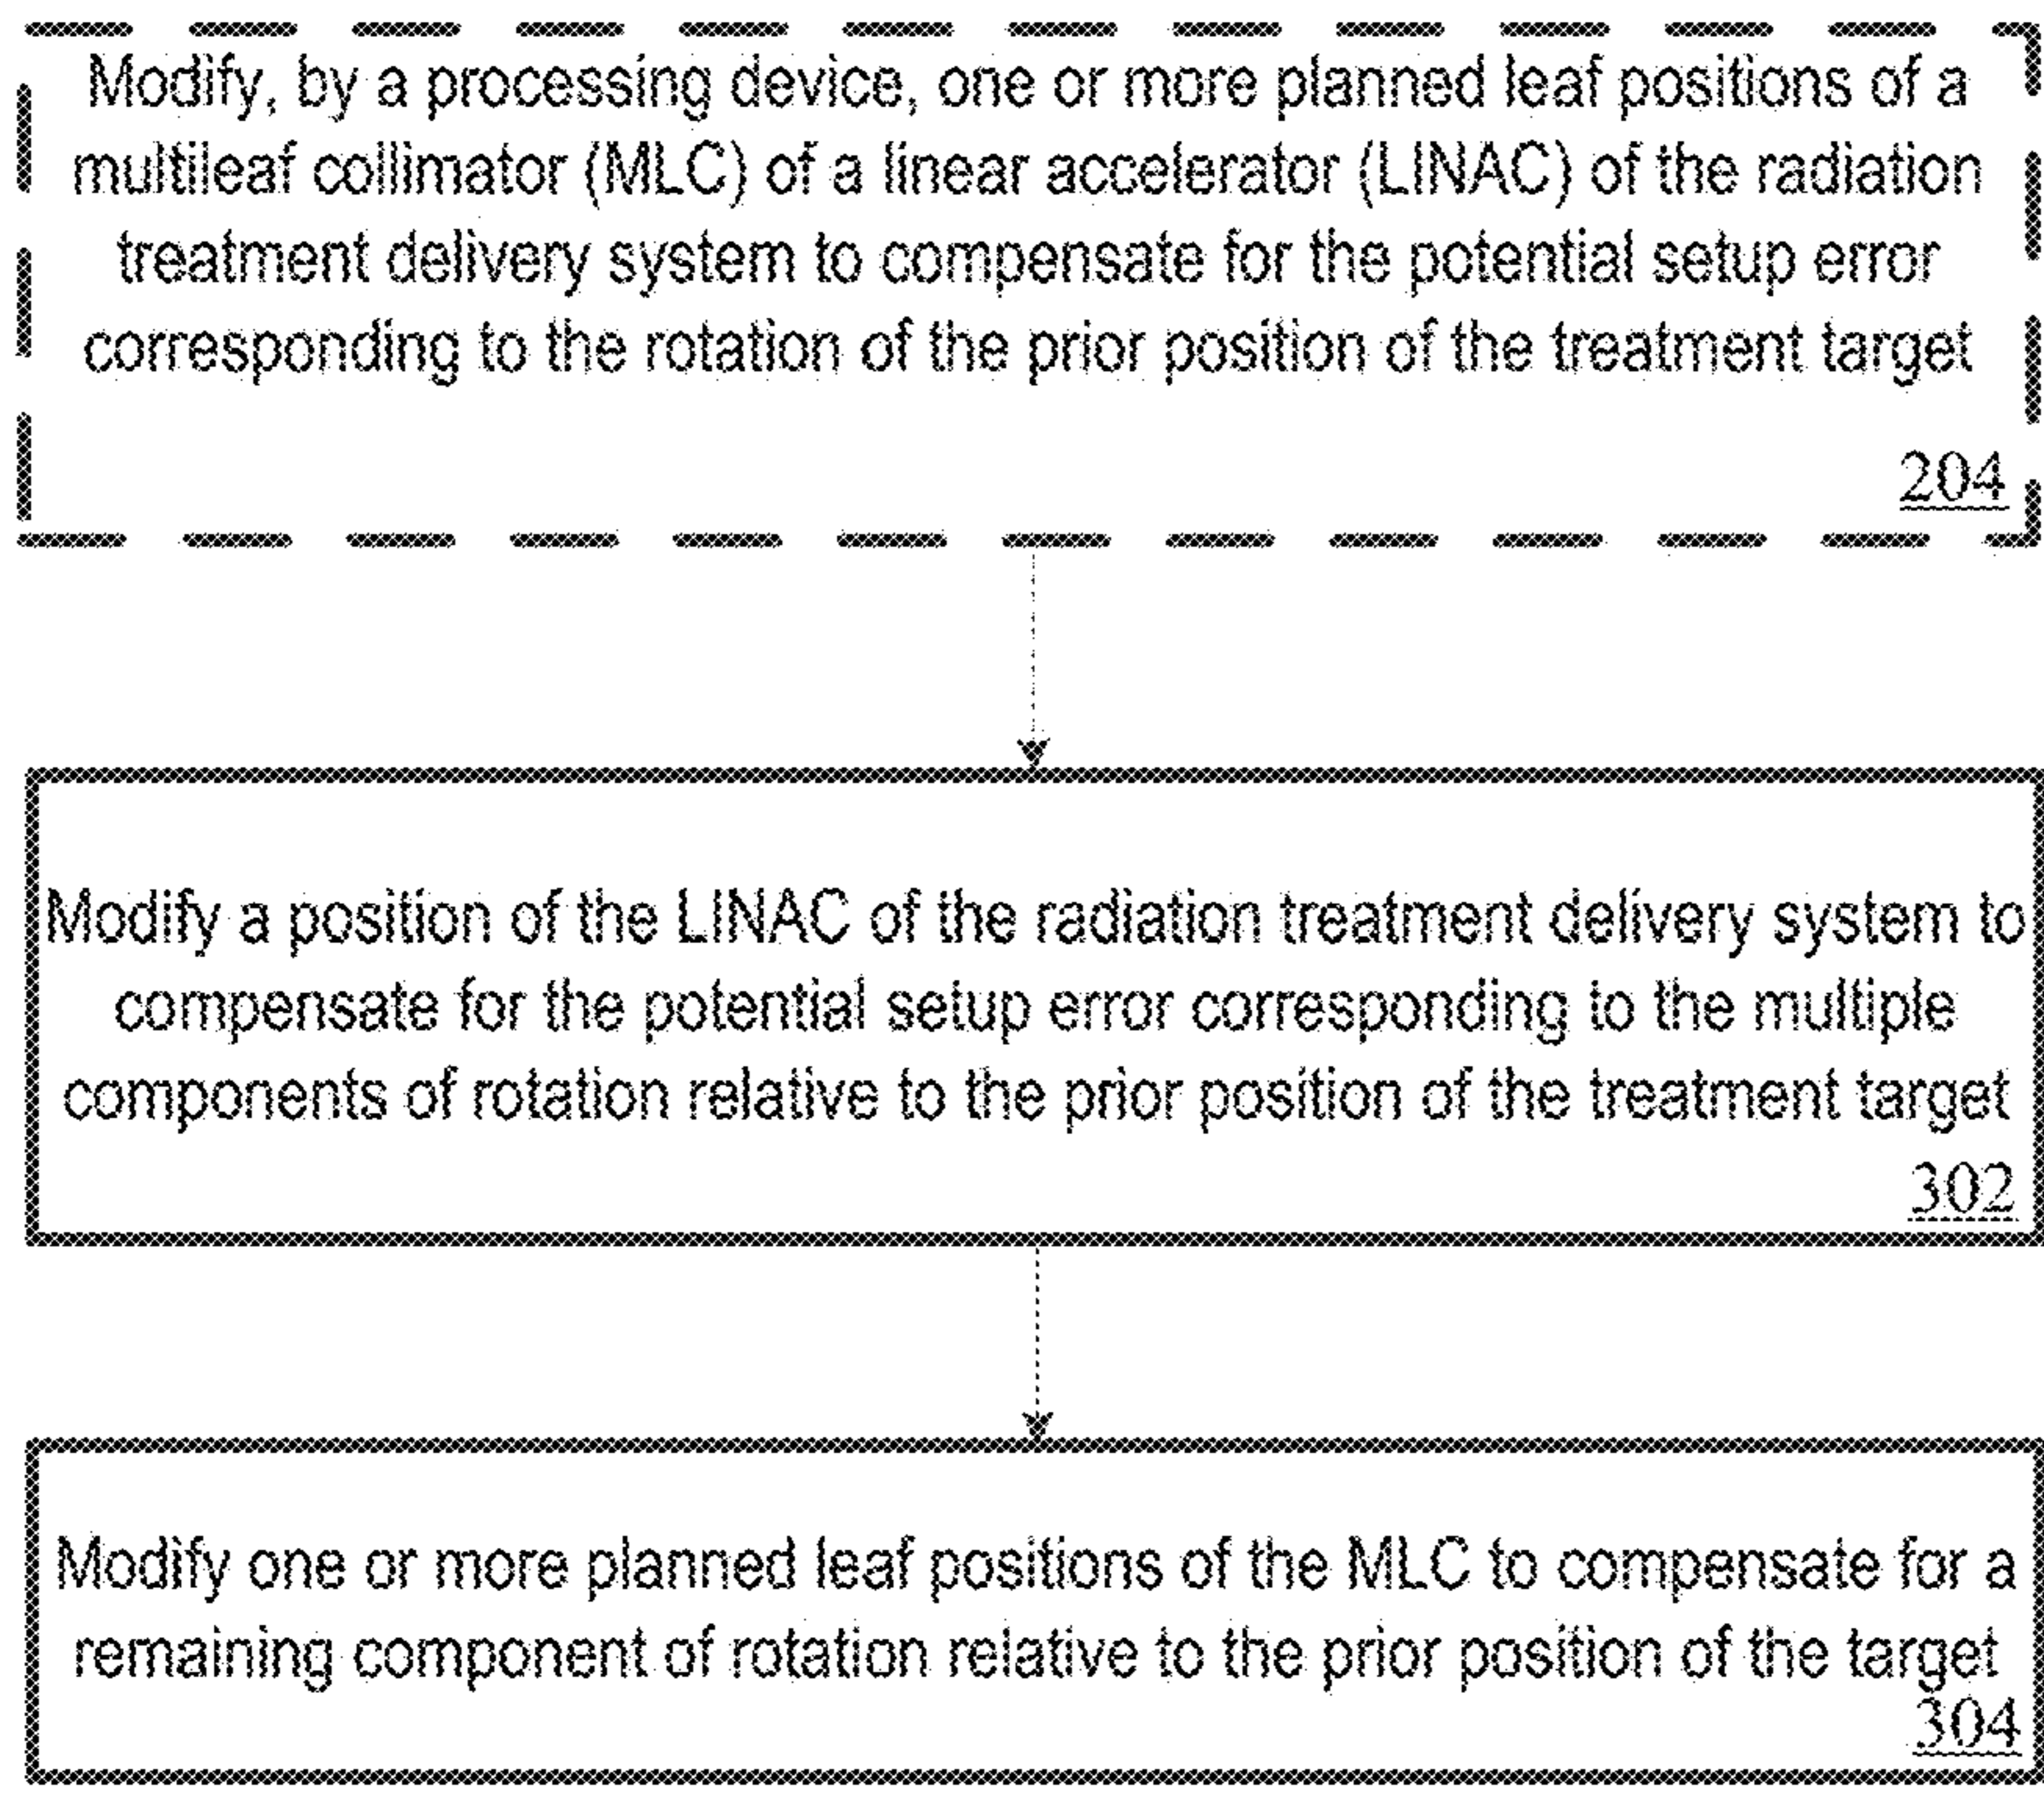 Modify, by a processing device, one or more planned leaf positions of a
multileaf collimator (MLC) of a linear accelerator (LINAC) of the radiation
treatment delivery system to compensate for the potential setup error
corresponding to the rotation of the prior position of the treatment target
204
Modify a position of the LINAC of the radiation treatment delivery system to
compensate for the potential setup error corresponding to the multiple
components of rotation relative to the prior position of the treatment target
302
Modify one or more planned leaf positions of the MLC to compensate for a
remaining component of rotation relative to the prior position of the target
304